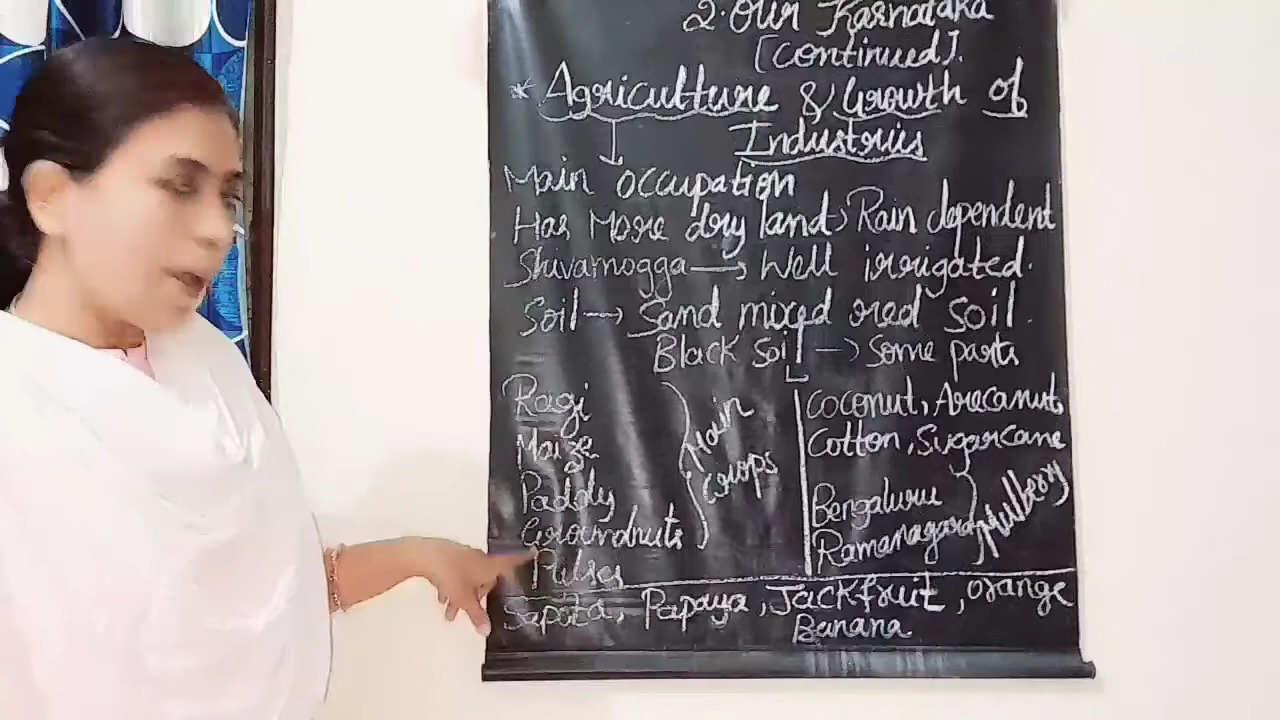 2. Our Karnataka
[Continued].
* Agriculture & Growth of
Industries
Main occupation
Has More dry land, Rain dependent
Shivamogga → Well irrigated.
Soil → Sand mixed red soil.
Black Soil → Some parts
Ragi
Maize
Paddy
Groundnuts
Pulses
Main
Crops
Coconut, Arecanut,
Cotton, Sugarcane
Bengaluru
Ramanagara
Mulberry
Sapota, Papaya, Jackfruit, Orange
Banana